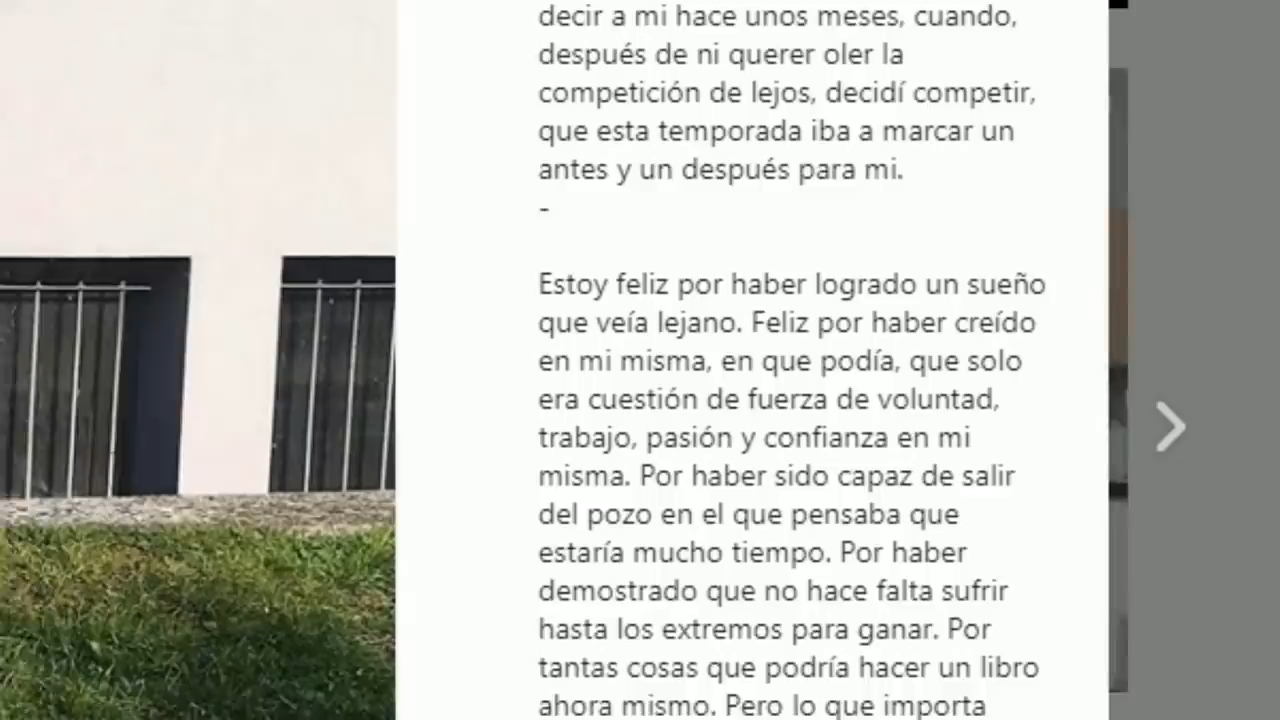 decir a mi hace unos meses, cuando,
después de ni querer oler la
competición de lejos, decidí competir,
que esta temporada iba a marcar un
antes y un después para mi.
-
Estoy feliz por haber logrado un sueño
que veía lejano. Feliz por haber creído
en mi misma, en que podía, que solo
era cuestión de fuerza de voluntad,
trabajo, pasión y confianza en mi
misma. Por haber sido capaz de salir
del pozo en el que pensaba que
estaría mucho tiempo. Por haber
demostrado que no hace falta sufrir
hasta los extremos para ganar. Por
tantas cosas que podría hacer un libro
ahora mismo. Pero lo que importa